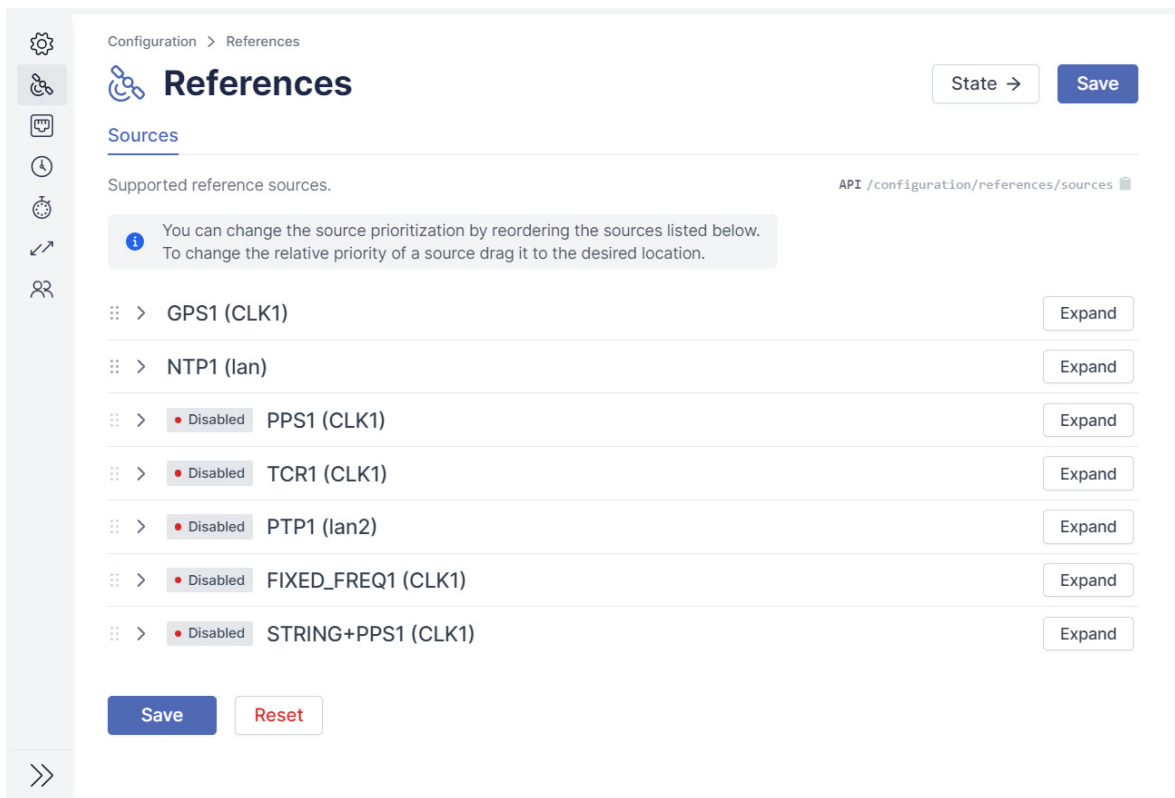 Configuration > References
References
State →
Save
Sources
Supported reference sources.
API /configuration/references/sources
You can change the source prioritization by reordering the sources listed below.
To change the relative priority of a source drag it to the desired location.
GPS1 (CLK1)
Expand
NTP1 (lan)
Expand
Disabled PPS1 (CLK1)
Expand
Disabled TCR1 (CLK1)
Expand
Disabled PTP1 (lan2)
Expand
Disabled FIXED_FREQ1 (CLK1)
Expand
Disabled STRING+PPS1 (CLK1)
Expand
Save
Reset